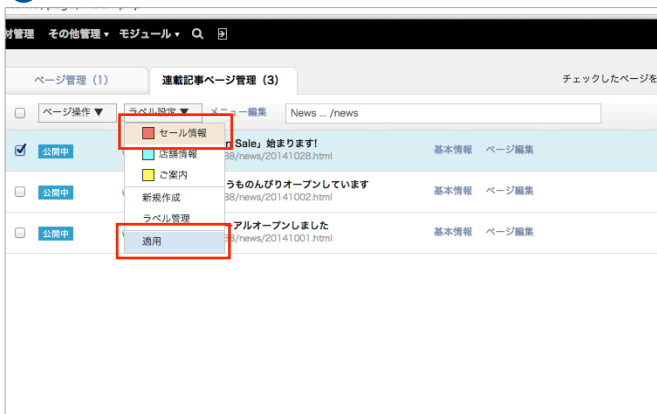 材管理 その他管理▼ モジュール▼
ページ管理（1） 連載記事ページ管理（3） チェックしたページを
ページ操作 ▼ ラベル設定 ▼ メニュー編集 News ... /news
セール情報
店舗情報
ご案内
新規作成
ラベル管理
適用
公開中 n Sale」始まります! 基本情報 ページ編集
88/news/20141028.html
公開中 うものんびりオープンしています 基本情報 ページ編集
88/news/20141002.html
公開中 ーアルオープンしました 基本情報 ページ編集
88/news/20141001.html